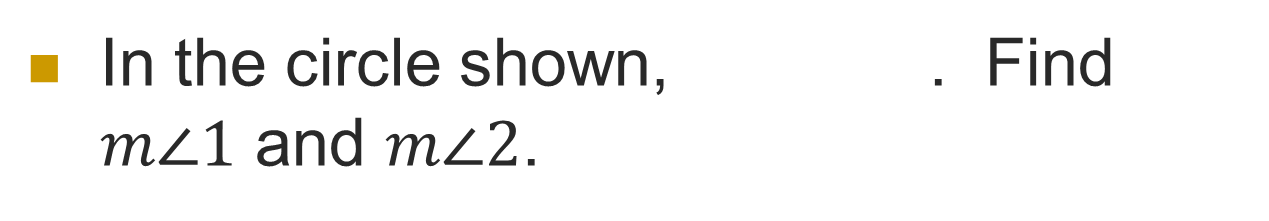 In the circle shown, . Find
m∠1 and m∠2.